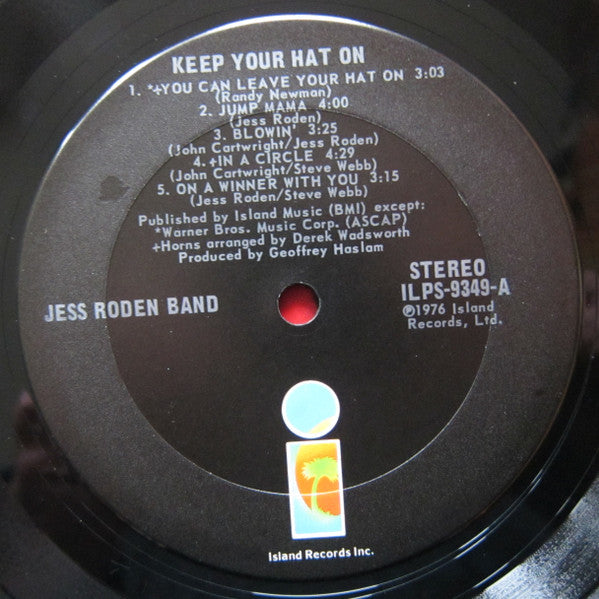 KEEP YOUR HAT ON
1. *+YOU CAN LEAVE YOUR HAT ON 3:03
(Randy Newman)
2. JUMP MAMA 4:00
(Jess Roden)
3. BLOWIN' 3:25
(John Cartwright/Jess Roden)
4. +IN A CIRCLE 4:29
(John Cartwright/Steve Webb)
5. ON A WINNER WITH YOU 3:15
(Jess Roden/Steve Webb)
Published by Island Music (BMI) except:
*Warner Bros. Music Corp. (ASCAP)
+Horns arranged by Derek Wadsworth
Produced by Geoffrey Haslam
JESS RODEN BAND
STEREO
ILPS-9349-A
℗1976 Island
Records, Ltd.
Island Records Inc.